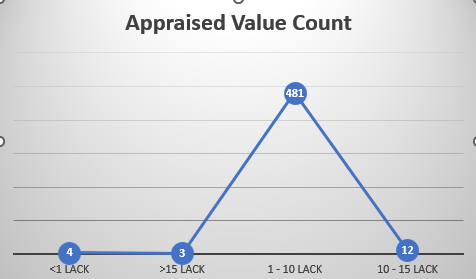 Appraised Value Count
481
4
3
12
<1 LACK
>15 LACK
1 - 10 LACK
10 - 15 LACK